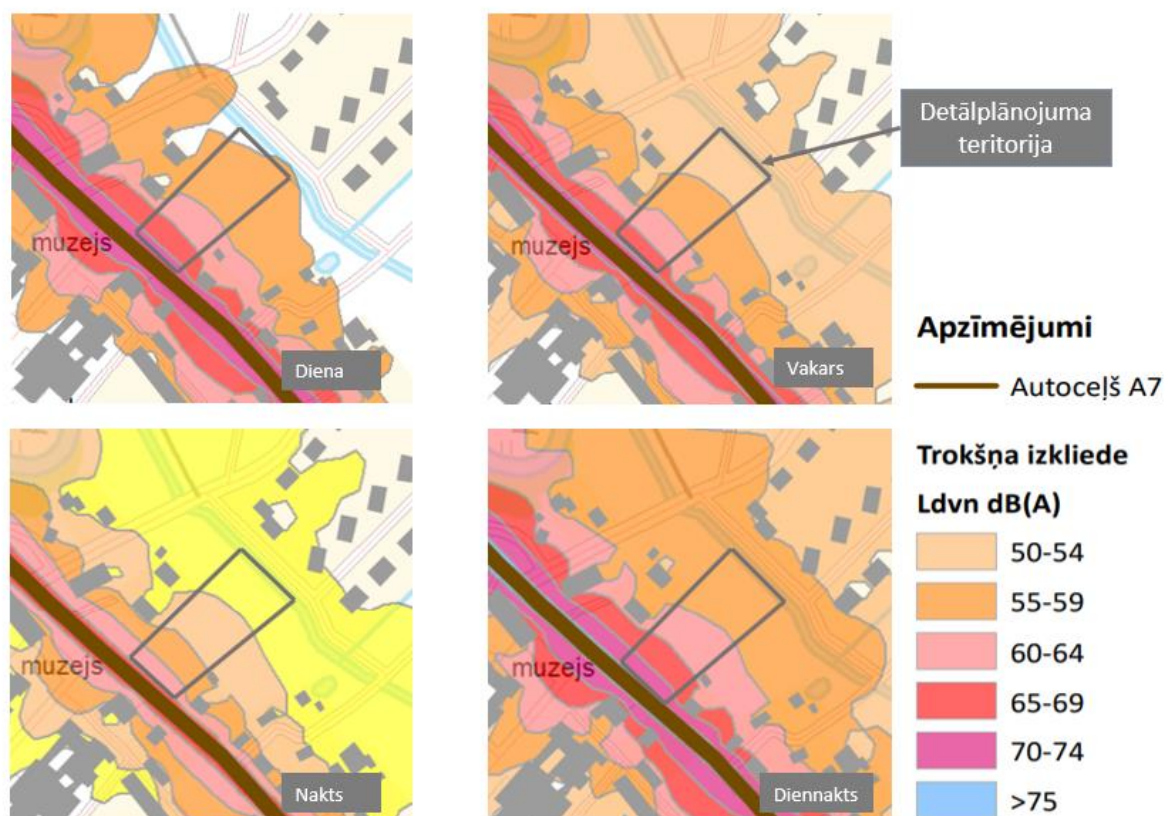 muzejs
Diena
muzejs
Vakars
Detālplānojuma
teritorija
Apzīmējumi
Autoceļš A7
muzejs
Nakts
muzejs
Diennakts
Trokšņa izkliede
Ldvn dB(A)
50-54
55-59
60-64
65-69
70-74
>75